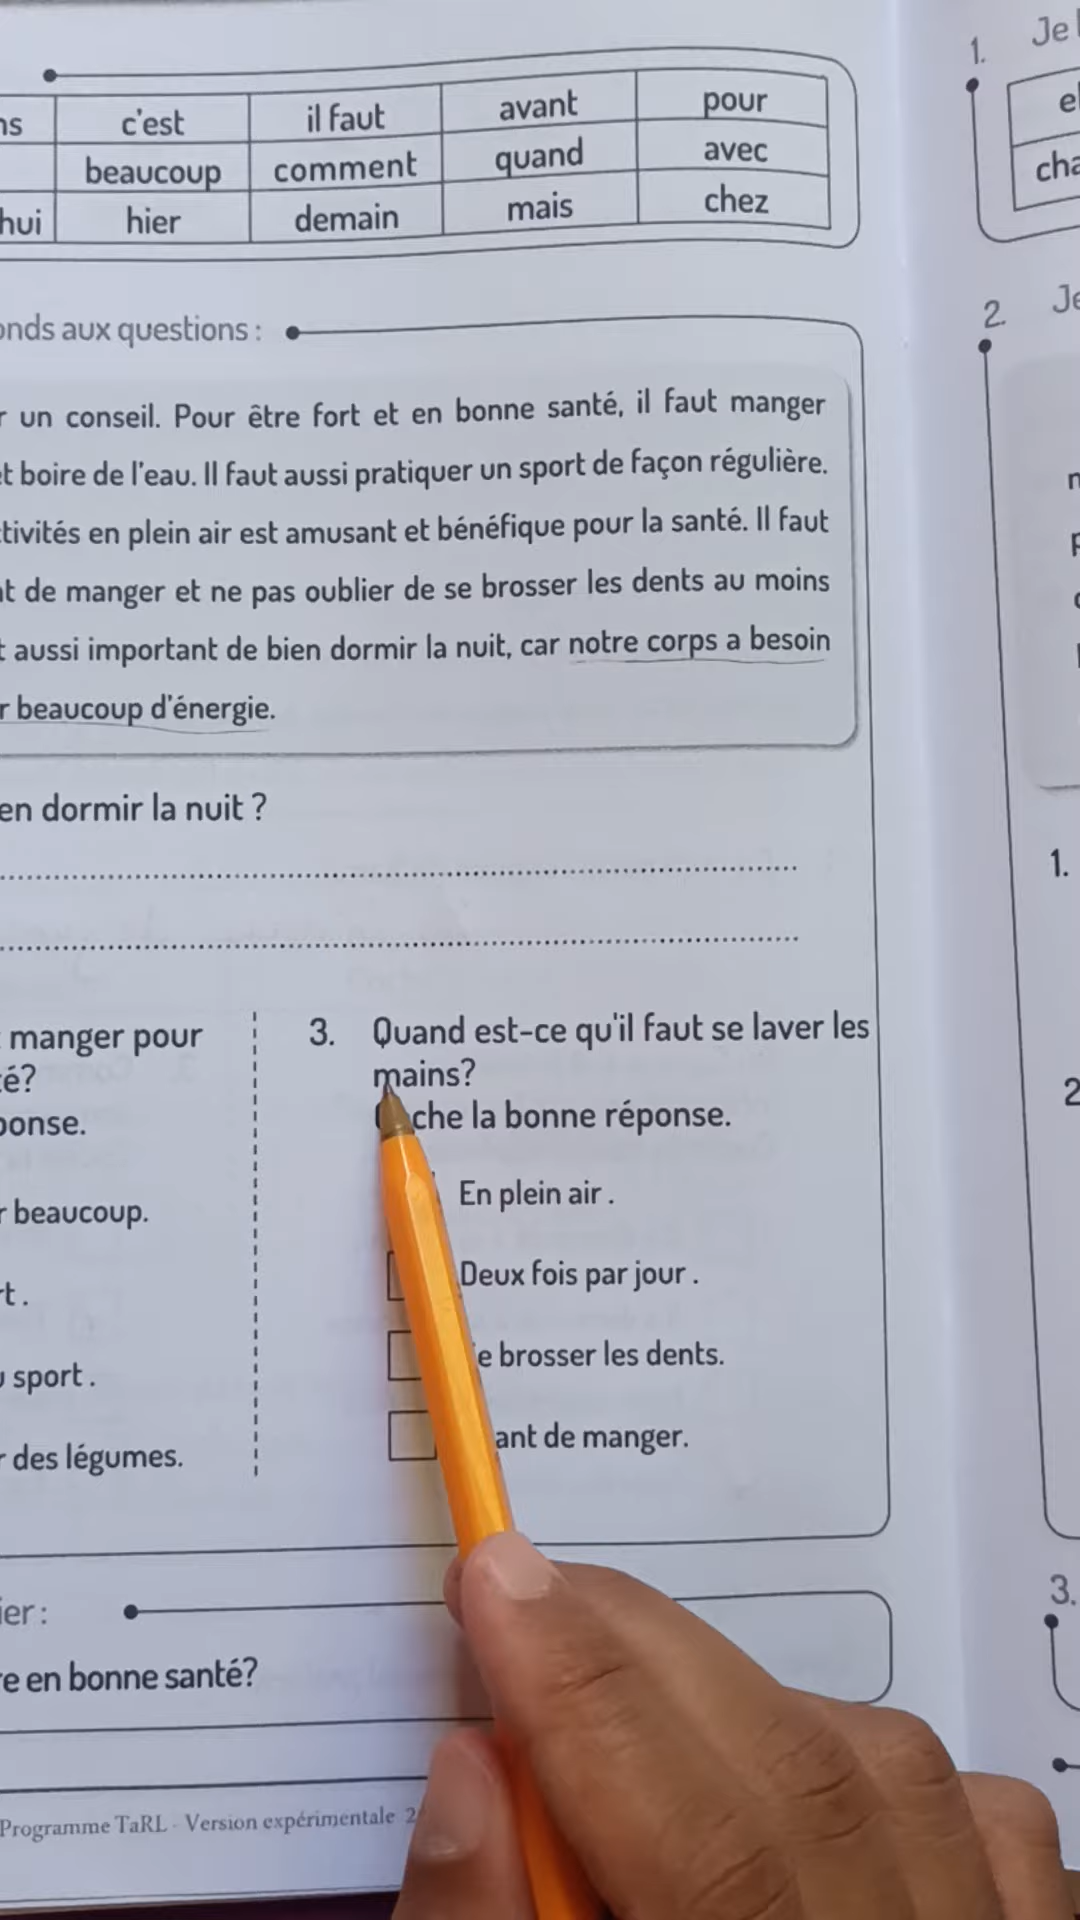 c'est il faut avant pour
beaucoup comment quand avec
hui hier demain mais chez
onds aux questions :
un conseil. Pour être fort et en bonne santé, il faut manger
et boire de l'eau. Il faut aussi pratiquer un sport de façon régulière.
ctivités en plein air est amusant et bénéfique pour la santé. Il faut
nt de manger et ne pas oublier de se brosser les dents au moins
t aussi important de bien dormir la nuit, car notre corps a besoin
r beaucoup d'énergie.
en dormir la nuit ?
manger pour
é?
onse.
r beaucoup.
rt .
sport .
r des légumes.
3. Quand est-ce qu'il faut se laver les
mains?
che la bonne réponse.
En plein air .
Deux fois par jour .
e brosser les dents.
ant de manger.
ier :
e en bonne santé?
Programme TaRL - Version expérimentale 2
1. Je
cha
2. Je
1.
2
3.